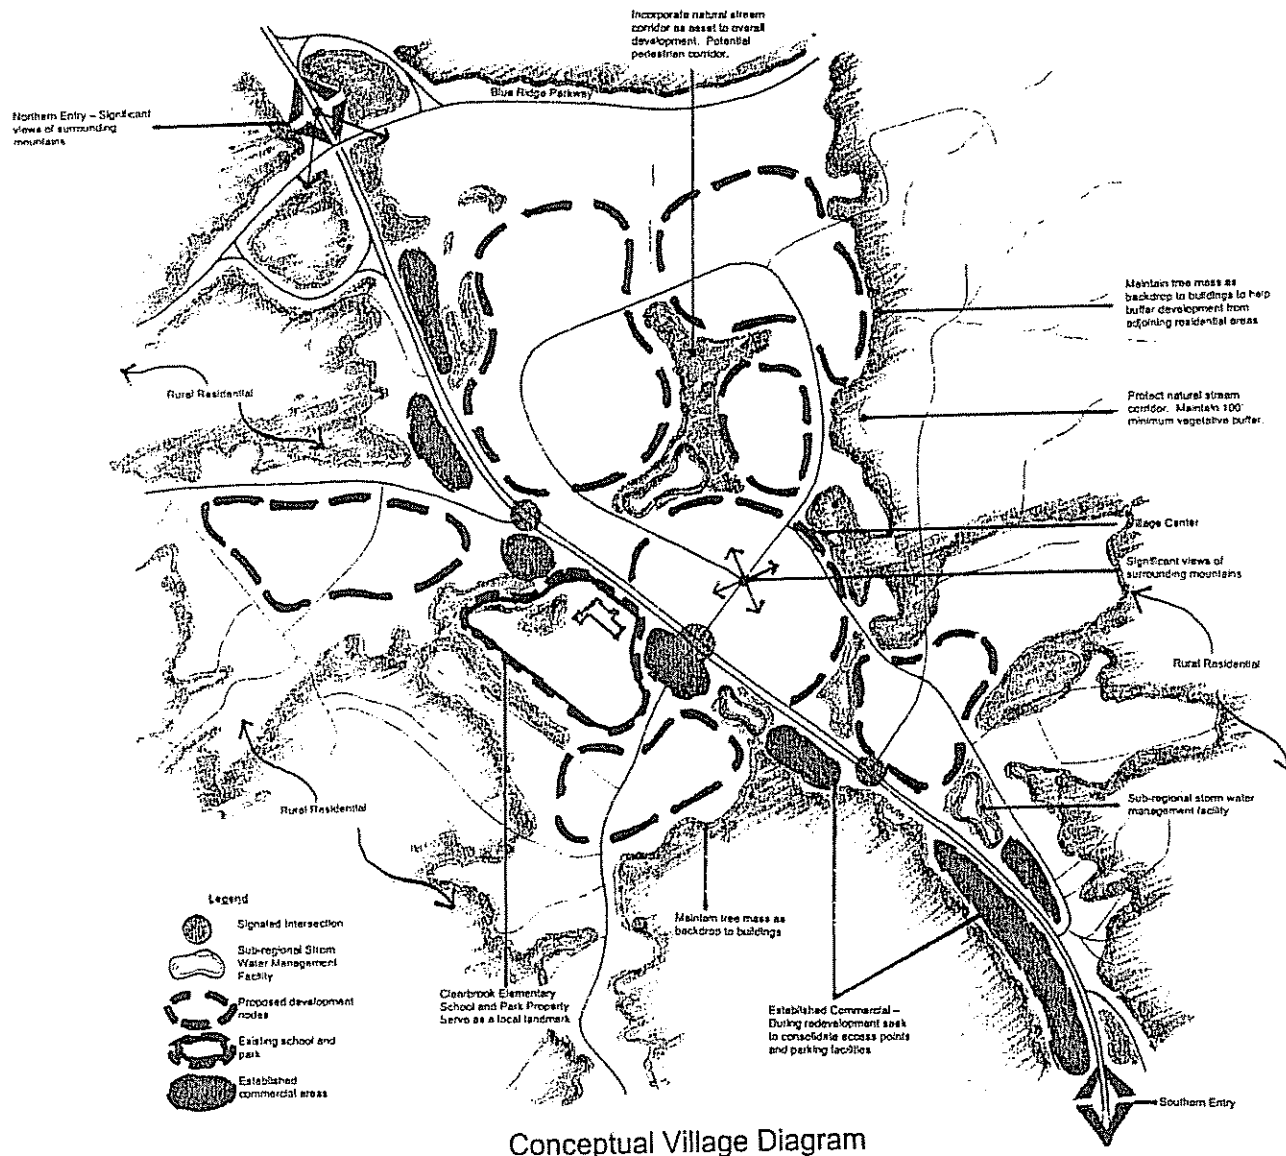 Incorporate natural stream
corridor as asset to overall
development. Potential
pedestrian corridor.
Blue Ridge Parkway
Northern Entry – Significant
views of surrounding
mountains
Maintain tree mass as
backdrop to buildings to help
buffer development from
adjoining residential areas
Rural Residential
Protect natural stream
corridor. Maintain 100'
minimum vegetative buffer.
Village Center
Significant views of
surrounding mountains
Rural Residential
Rural Residential
Sub-regional storm water
management facility
Maintain tree mass as
backdrop to buildings
Clearbrook Elementary
School and Park Property
Serve as a local landmark
Established Commercial –
During redevelopment seek
to consolidate access points
and parking facilities
Legend
Signated Intersection
Sub-regional Strom
Water Management
Facility
Proposed development
nodes
Existing school and
park
Established
commercial areas
Southern Entry
Conceptual Village Diagram